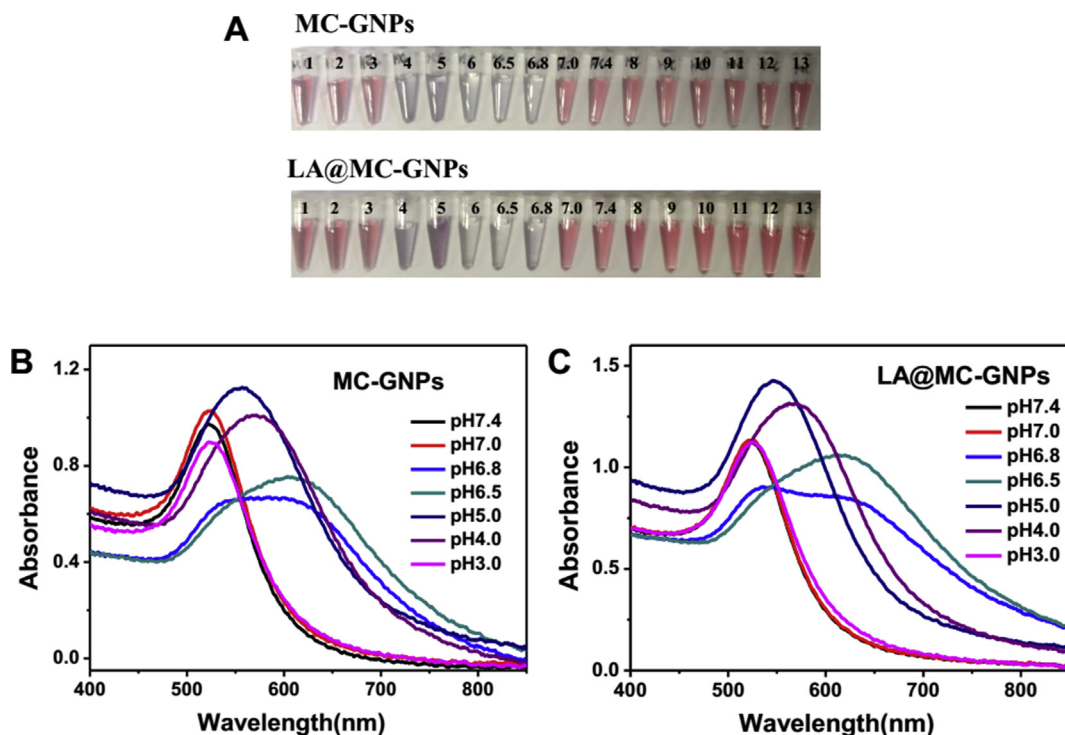 A
MC-GNPs
1 2 3 4 5 6 6.5 6.8 7.0 7.4 8 9 10 11 12 13
LA@MC-GNPs
1 2 3 4 5 6 6.5 6.8 7.0 7.4 8 9 10 11 12 13
B
MC-GNPs
pH7.4
pH7.0
pH6.8
pH6.5
pH5.0
pH4.0
pH3.0
1.2
0.8
0.4
0.0
Absorbance
400 500 600 700 800
Wavelength(nm)
C
LA@MC-GNPs
pH7.4
pH7.0
pH6.8
pH6.5
pH5.0
pH4.0
pH3.0
1.5
1.0
0.5
0.0
Absorbance
400 500 600 700 800
Wavelength(nm)